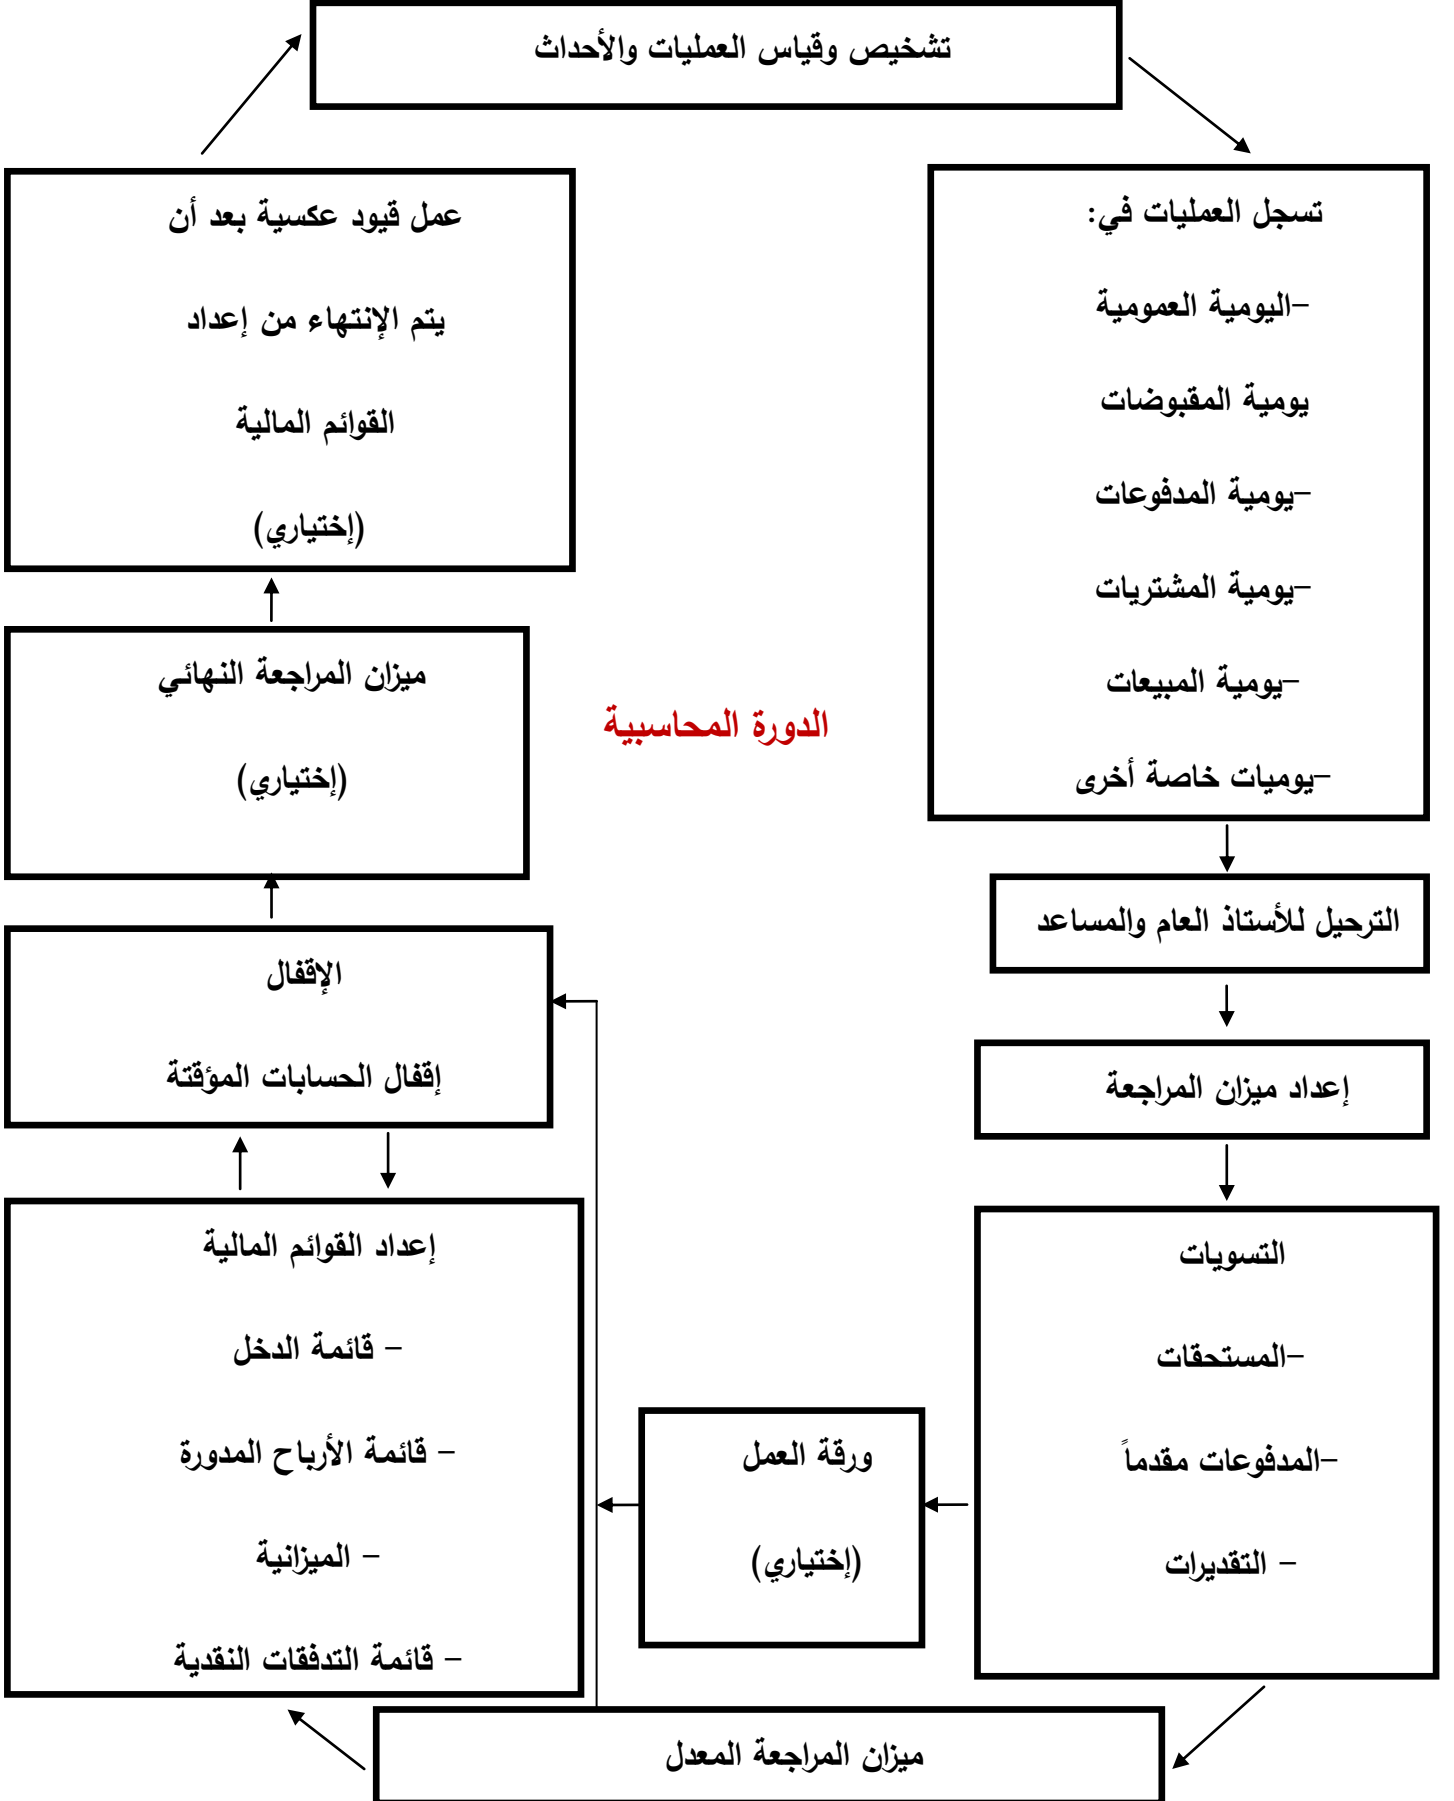 تشخيص وقياس العمليات والأحداث
تسجل العمليات في:
-اليومية العمومية
يومية المقبوضات
-يومية المدفوعات
-يومية المشتريات
-يومية المبيعات
-يوميات خاصة أخرى
الترحيل للأستاذ العام والمساعد
إعداد ميزان المراجعة
التسويات
-المستحقات
-المدفوعات مقدماً
- التقديرات
ورقة العمل
(إختياري)
ميزان المراجعة المعدل
إعداد القوائم المالية
- قائمة الدخل
- قائمة الأرباح المدورة
- الميزانية
- قائمة التدفقات النقدية
الإقفال
إقفال الحسابات المؤقتة
ميزان المراجعة النهائي
(إختياري)
عمل قيود عكسية بعد أن
يتم الإنتهاء من إعداد
القوائم المالية
(إختياري)
الدورة المحاسبية